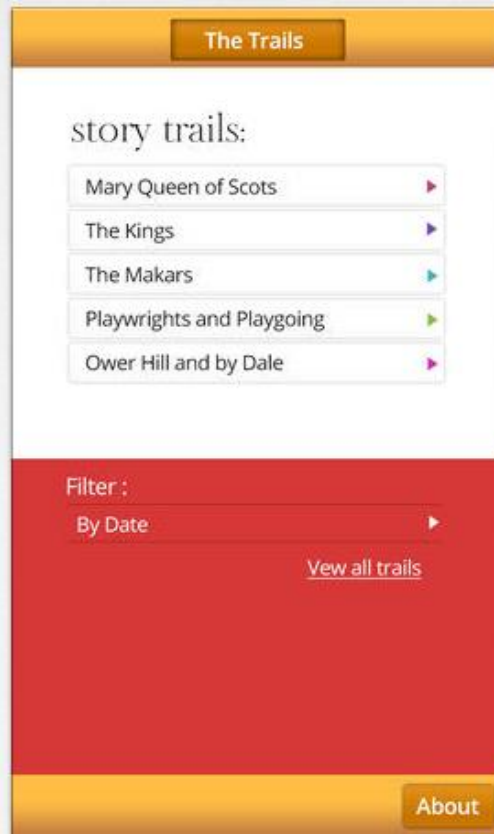 The Trails
story trails:
Mary Queen of Scots
The Kings
The Makars
Playwrights and Playgoing
Ower Hill and by Dale
Filter :
By Date
Vew all trails
About